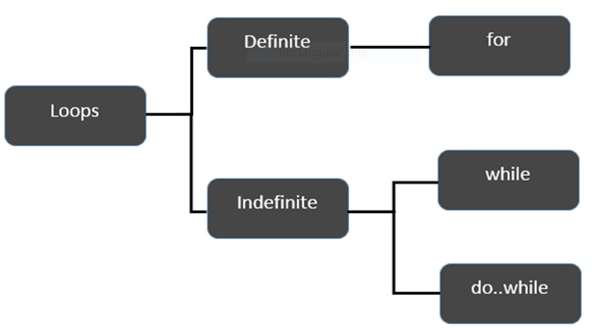 Loops
Definite
for
Indefinite
while
do..while